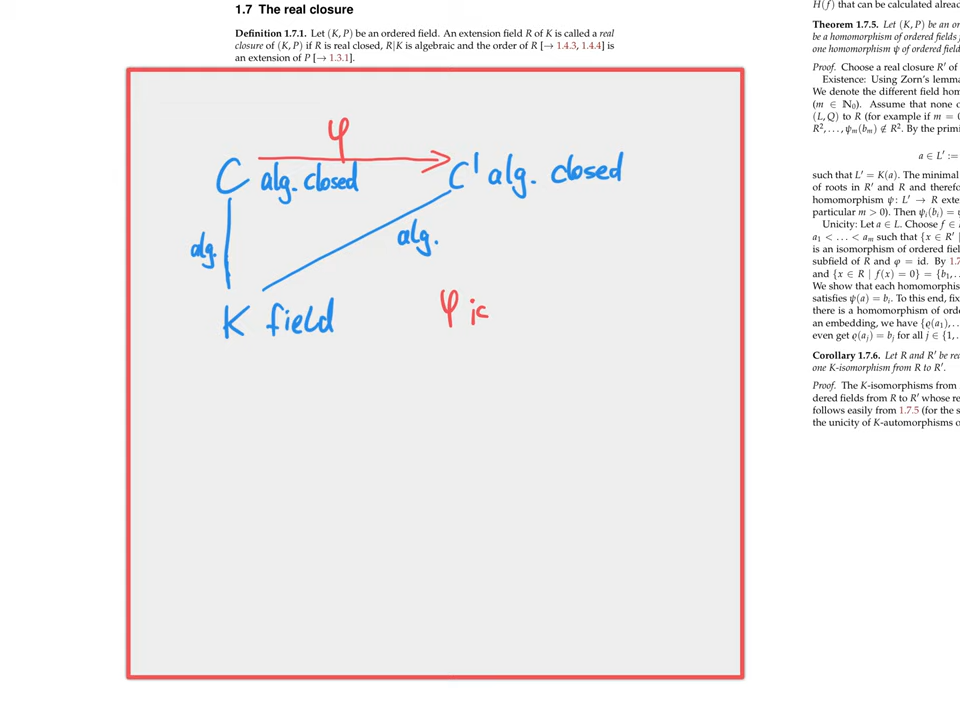 1.7 The real closure
Definition 1.7.1. Let (K, P) be an ordered field. An extension field R of K is called a real
closure of (K, P) if R is real closed, R|K is algebraic and the order of R [→ 1.4.3, 1.4.4] is
an extension of P [→ 1.3.1].
φ
C alg. closed
C' alg. closed
alg.
alg.
K field
φ is
H(f) that can be calculated alread
Theorem 1.7.5. Let (K, P) be an or
be a homomorphism of ordered fields f
one homomorphism ψ of ordered field
Proof. Choose a real closure R' of
Existence: Using Zorn's lemma
We denote the different field hom
(m ∈ ℕ₀). Assume that none o
(L, Q) to R (for example if m = 0
R², . . . , ψₘ(bₘ) ∉ R². By the primi
a ∈ L' :=
such that L' = K(a). The minimal
of roots in R' and R and therefo
homomorphism ψ: L' → R exte
particular m > 0). Then ψᵢ(bᵢ) =
Unicity: Let a ∈ L. Choose f ∈
a₁ < . . . < aₘ such that {x ∈ R' |
is an isomorphism of ordered fiel
subfield of R and φ = id. By 1.7
and {x ∈ R | f(x) = 0} = {b₁, . .
We show that each homomorphis
satisfies ψ(a) = bᵢ. To this end, fix
there is a homomorphism of orde
an embedding, we have {ϱ(a₁), . .
even get ϱ(aⱼ) = bⱼ for all j ∈ {1, .
Corollary 1.7.6. Let R and R' be rea
one K-isomorphism from R to R'.
Proof. The K-isomorphisms from
dered fields from R to R' whose re
follows easily from 1.7.5 (for the s
the unicity of K-automorphisms o